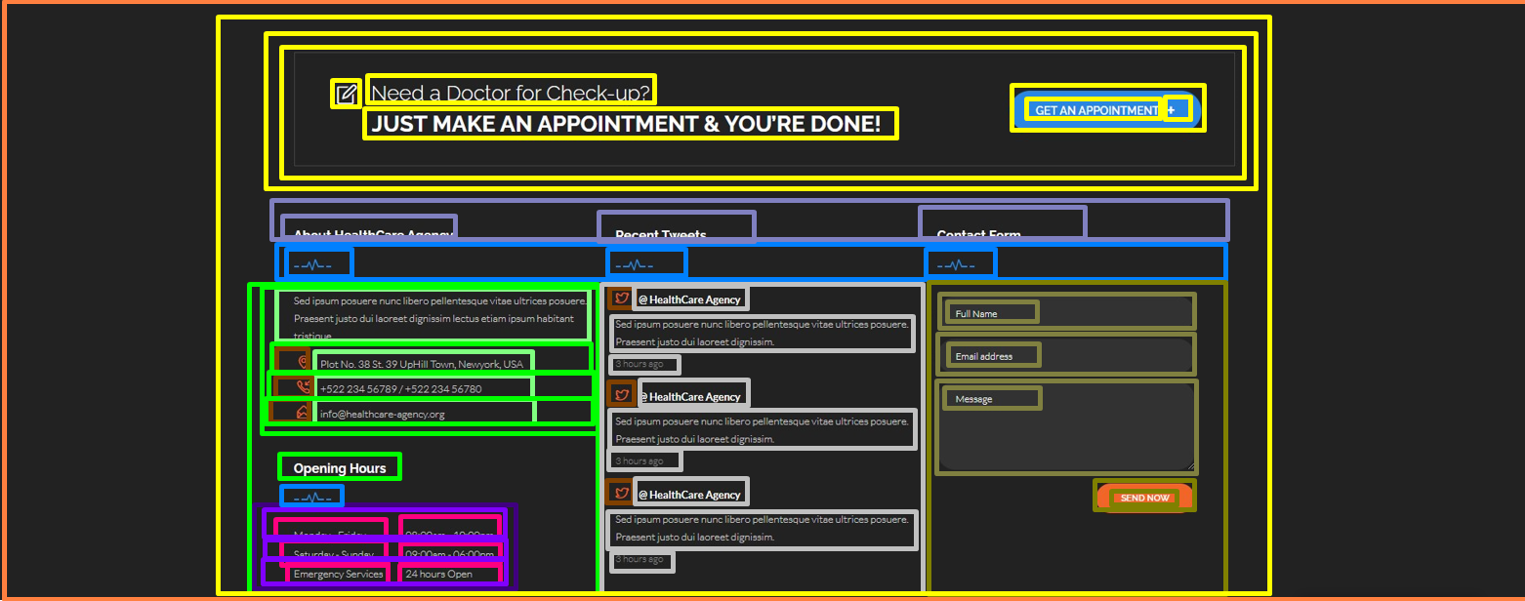 Need a Doctor for Check-up?
JUST MAKE AN APPOINTMENT & YOU'RE DONE!
GET AN APPOINTMENT +
About HealthCare Agency
Sed ipsum posuere nunc libero pellentesque vitae ultrices posuere.
Praesent justo dui laoreet dignissim lectus etiam ipsum habitant
tristique
Plot No. 38 St. 39 UpHill Town, Newyork, USA
+522 234 56789 / +522 234 56780
info@healthcare-agency.org
Opening Hours
Monday - Friday 08:00am - 10:00pm
Saturday - Sunday 09:00am - 06:00pm
Emergency Services 24 hours Open
Recent Tweets
@ HealthCare Agency
Sed ipsum posuere nunc libero pellentesque vitae ultrices posuere.
Praesent justo dui laoreet dignissim.
3 hours ago
@ HealthCare Agency
Sed ipsum posuere nunc libero pellentesque vitae ultrices posuere.
Praesent justo dui laoreet dignissim.
3 hours ago
@ HealthCare Agency
Sed ipsum posuere nunc libero pellentesque vitae ultrices posuere.
Praesent justo dui laoreet dignissim.
3 hours ago
Contact Form
Full Name
Email address
Message
SEND NOW